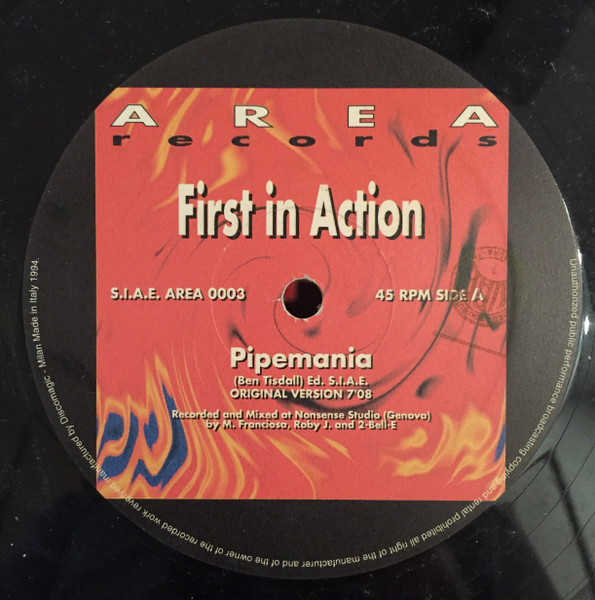 AREA
records
First in Action
S.I.A.E. AREA 0003
45 RPM SIDE A
Pipemania
(Ben Tisdall) Ed. S.I.A.E.
ORIGINAL VERSION 7'08
Recorded and Mixed at Nonsense Studio (Genova)
by M. Franciosa, Roby J. and 2-Bell-E
Unauthorized public performance broadcasting copying and rental prohibited all right of the manufacturer and of the owner of the recorded work reverved manufactured by Discomagic - Milan Made in Italy 1994.